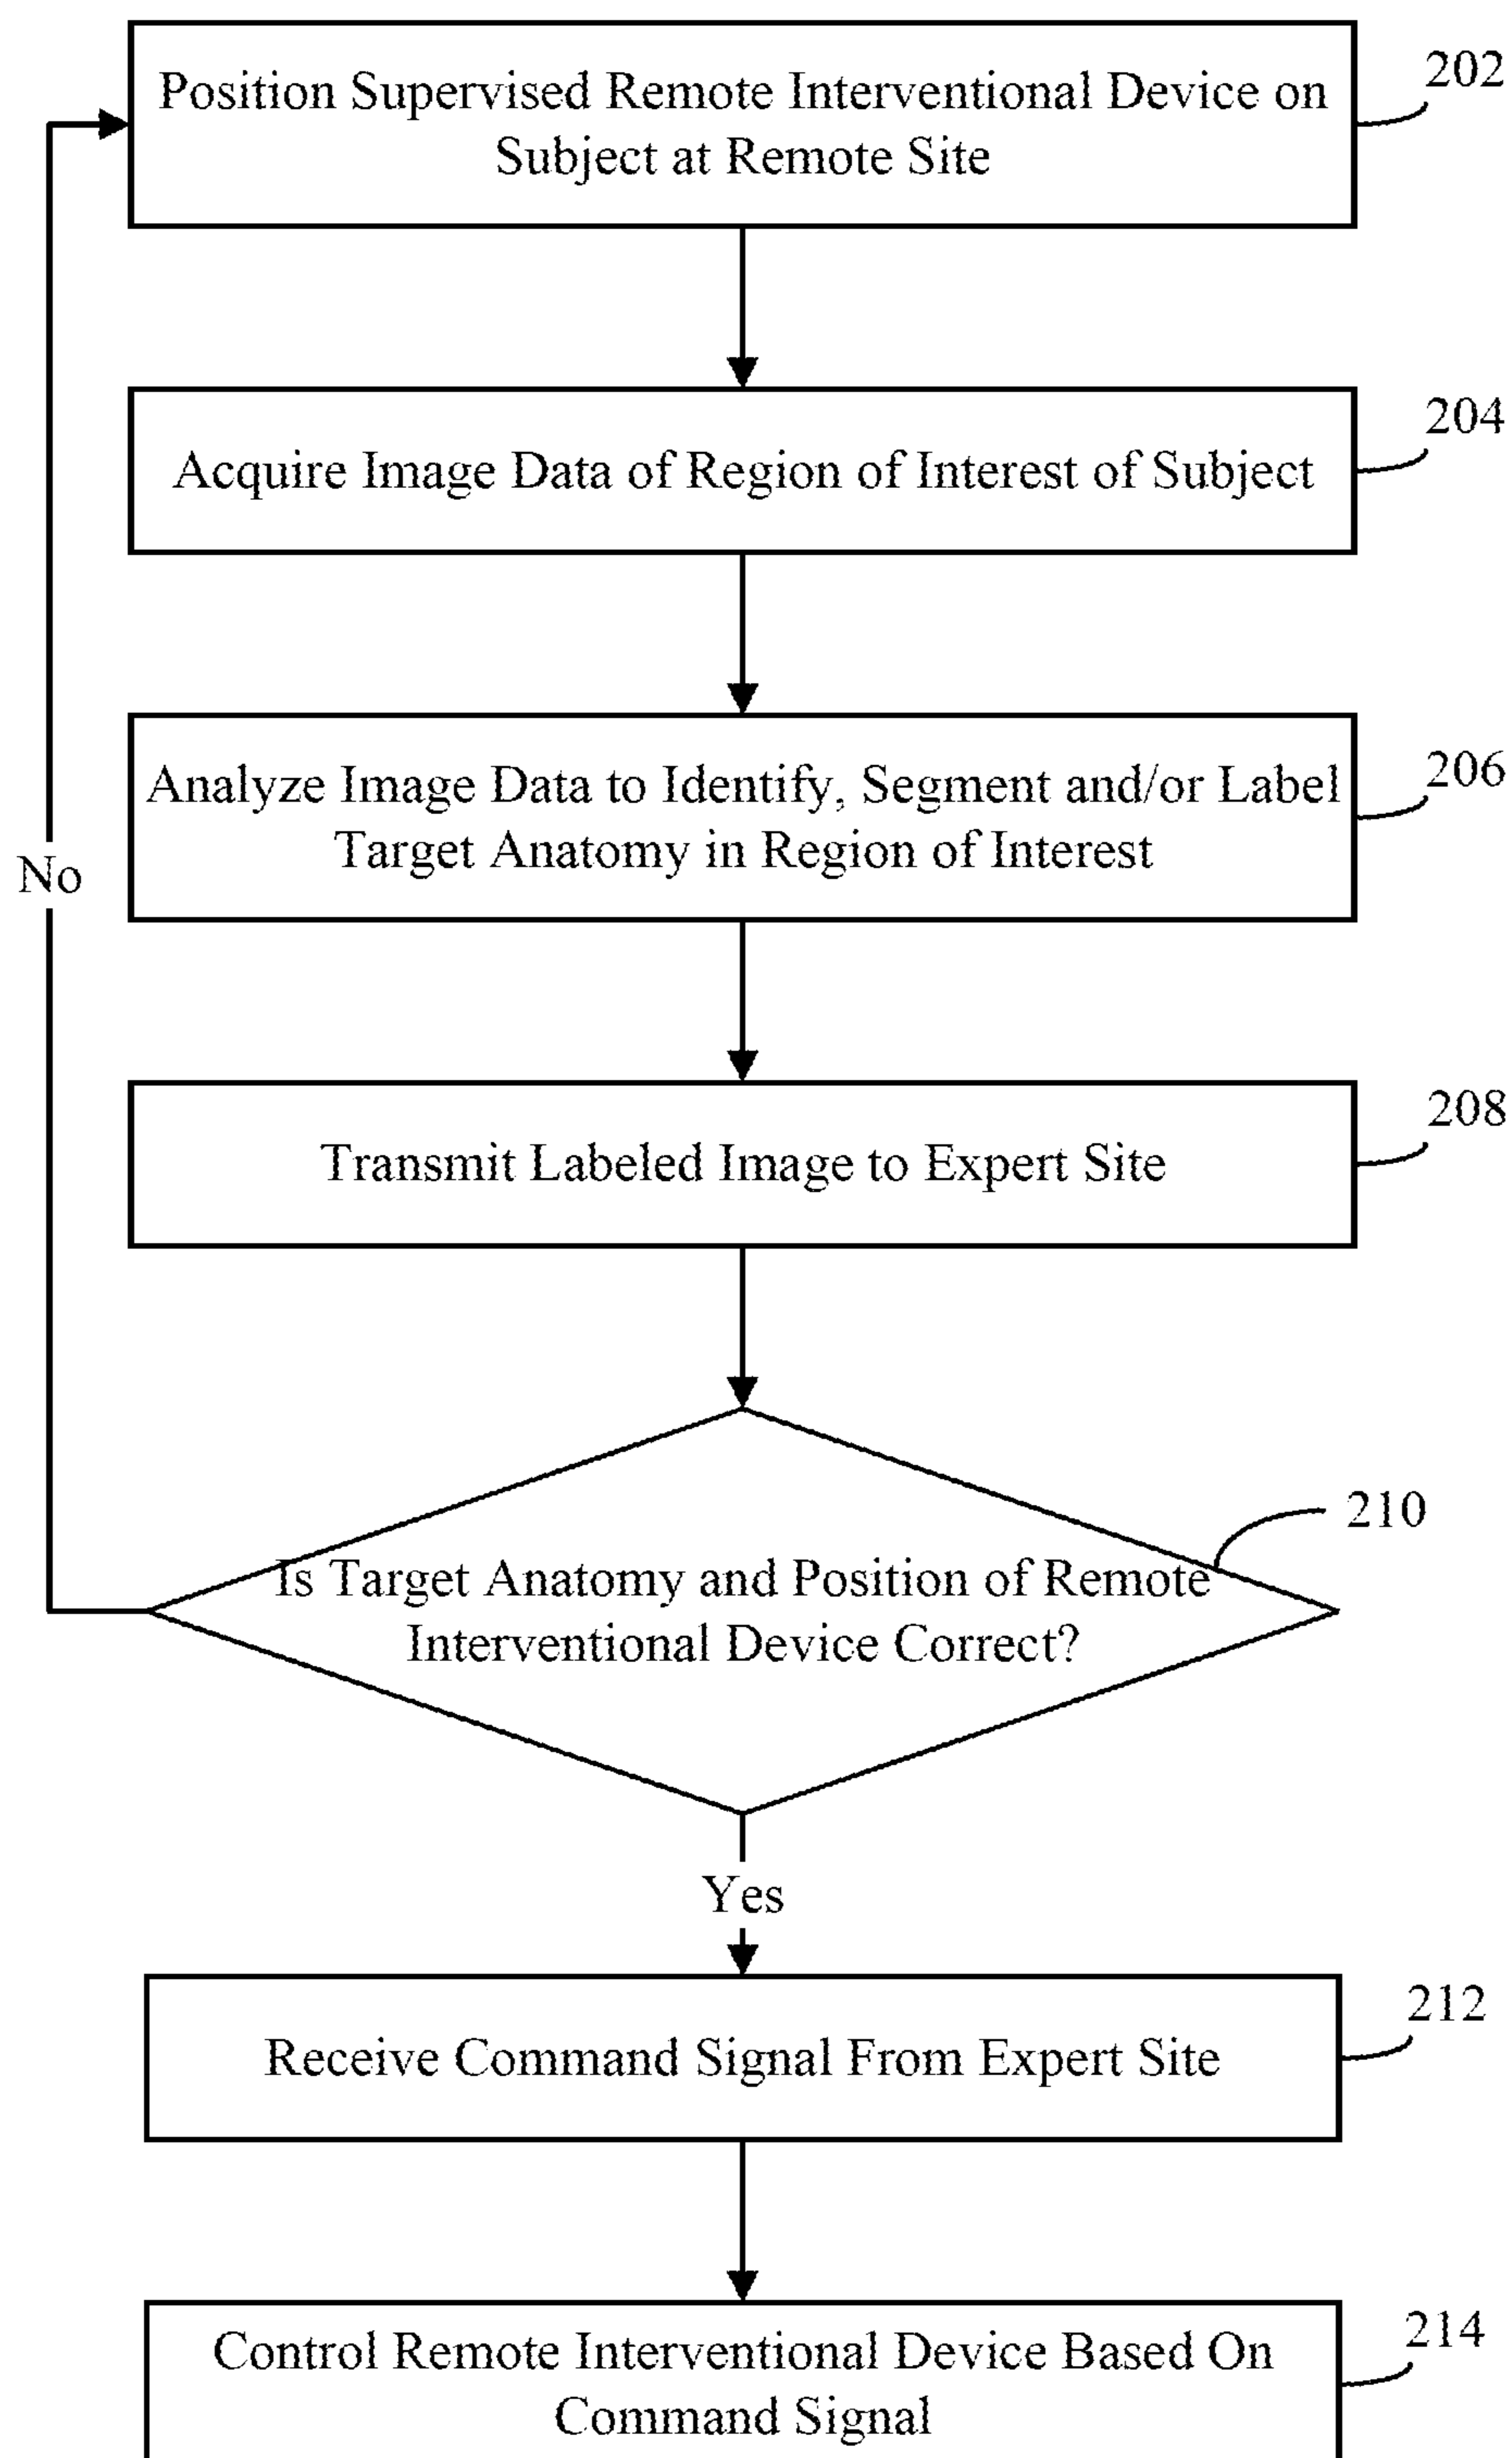 Position Supervised Remote Interventional Device on
Subject at Remote Site
202
Acquire Image Data of Region of Interest of Subject
204
Analyze Image Data to Identify, Segment and/or Label
Target Anatomy in Region of Interest
206
No
Transmit Labeled Image to Expert Site
208
Is Target Anatomy and Position of Remote
Interventional Device Correct?
210
Yes
Receive Command Signal From Expert Site
212
Control Remote Interventional Device Based On
Command Signal
214